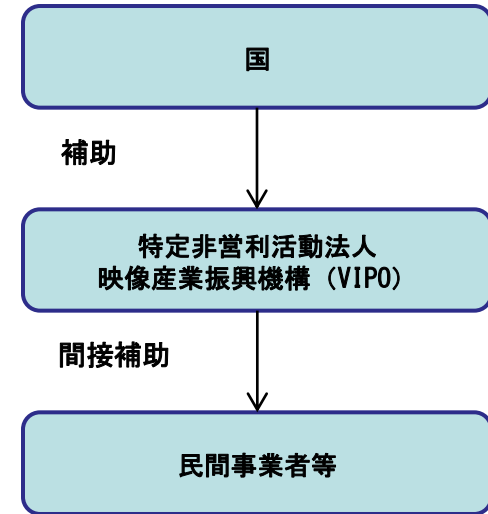 国
補助
特定非営利活動法人
映像産業振興機構（VIPO）
間接補助
民間事業者等